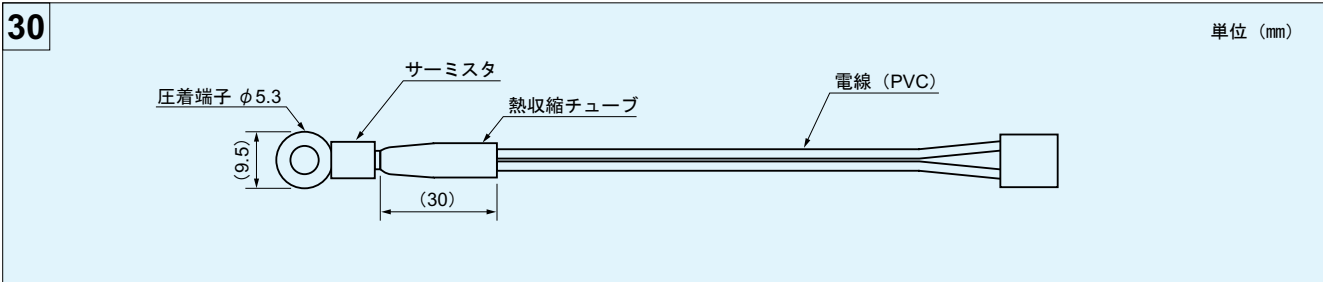 30
単位（㎜）
サーミスタ
圧着端子 φ5.3
熱収縮チューブ
電線（PVC）
(9.5)
(30)